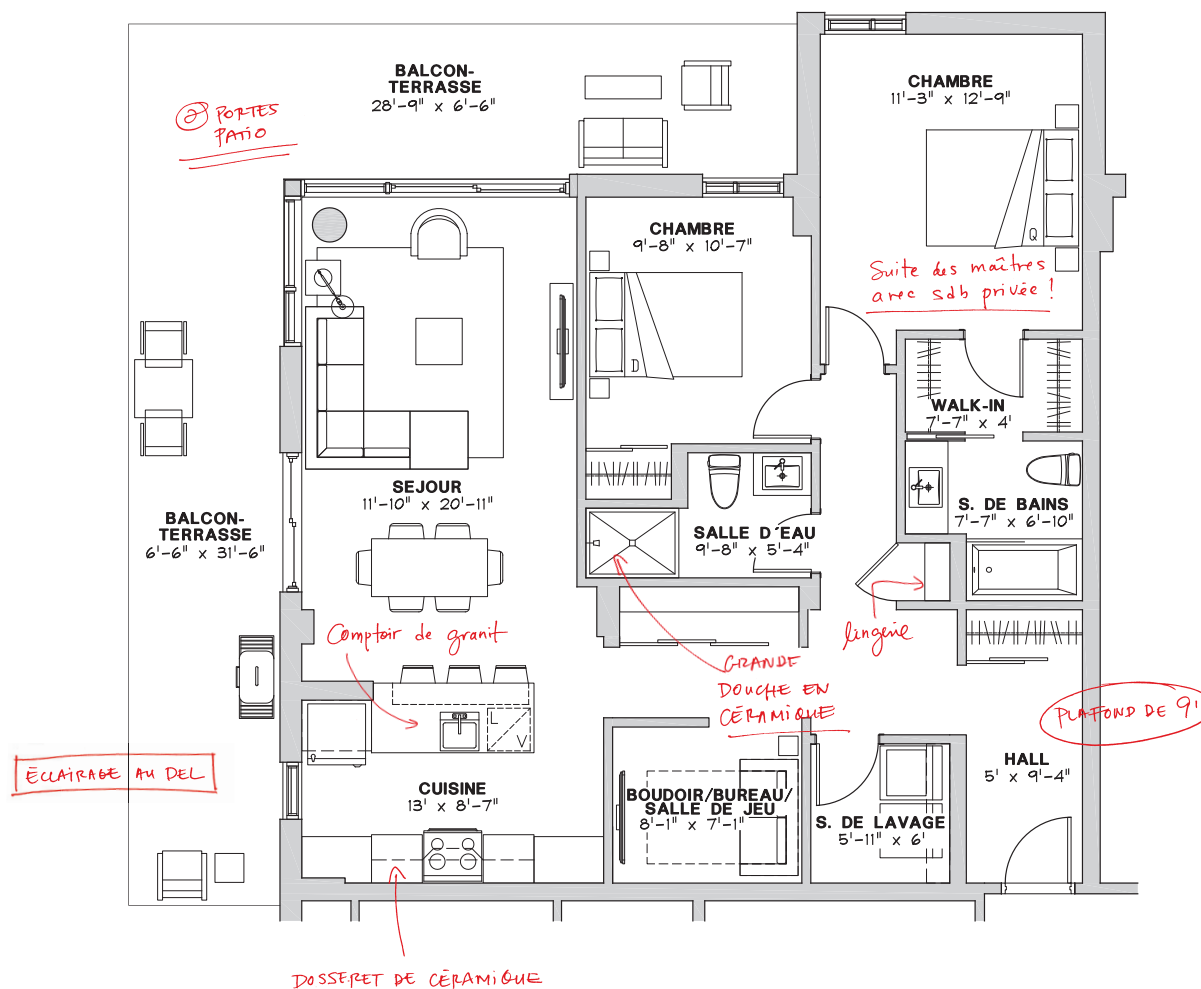 BALCON-
TERRASSE
28'-9" x 6'-6"
② PORTES
PATIO
CHAMBRE
11'-3" x 12'-9"
Q
Suite des maîtres
avec sdb privée !
CHAMBRE
9'-8" x 10'-7"
D
WALK-IN
7'-7" x 4'
S. DE BAINS
7'-7" x 6'-10"
SEJOUR
11'-10" x 20'-11"
SALLE D'EAU
9'-8" x 5'-4"
BALCON-
TERRASSE
6'-6" x 31'-6"
Comptoir de granit
lingerie
GRANDE
DOUCHE EN
CÉRAMIQUE
PLAFOND DE 9'
L
V
ÉCLAIRAGE AU DEL
CUISINE
13' x 8'-7"
BOUDOIR/BUREAU/
SALLE DE JEU
8'-1" x 7'-1"
S. DE LAVAGE
5'-11" x 6'
HALL
5' x 9'-4"
DOSSERET DE CÉRAMIQUE